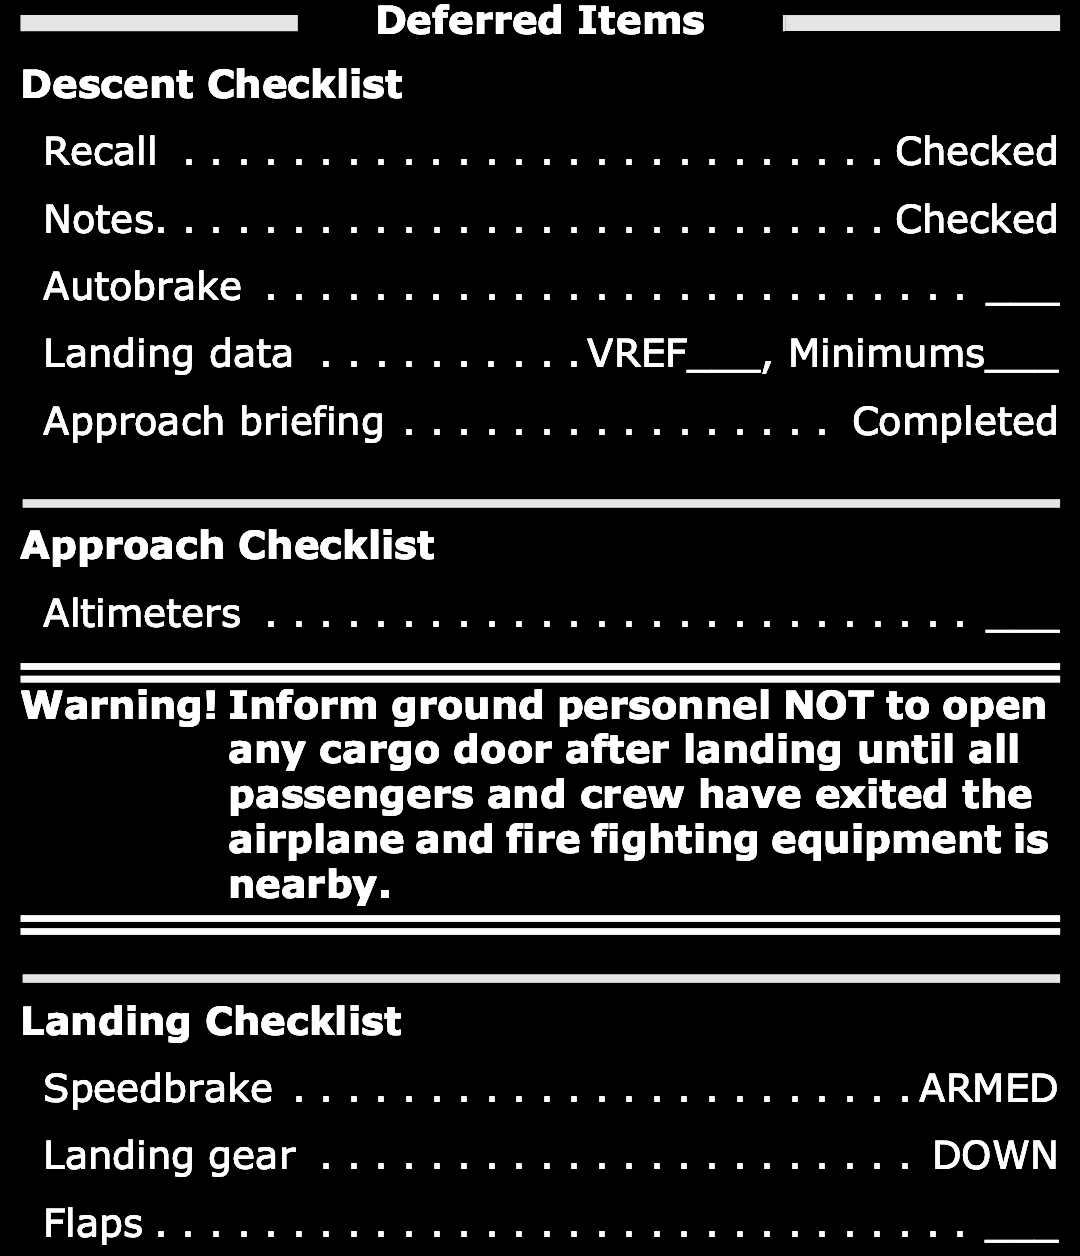 Deferred Items
Descent Checklist
Recall . . . . . . . . . . . . . . . . . . . . . . . . . . Checked
Notes. . . . . . . . . . . . . . . . . . . . . . . . . . . Checked
Autobrake . . . . . . . . . . . . . . . . . . . . . . . . . . ___
Landing data . . . . . . . . . . VREF___, Minimums___
Approach briefing . . . . . . . . . . . . . . . . Completed
Approach Checklist
Altimeters . . . . . . . . . . . . . . . . . . . . . . . . . . ___
Warning! Inform ground personnel NOT to open
any cargo door after landing until all
passengers and crew have exited the
airplane and fire fighting equipment is
nearby.
Landing Checklist
Speedbrake . . . . . . . . . . . . . . . . . . . . . . . ARMED
Landing gear . . . . . . . . . . . . . . . . . . . . . . DOWN
Flaps . . . . . . . . . . . . . . . . . . . . . . . . . . . . . . ___